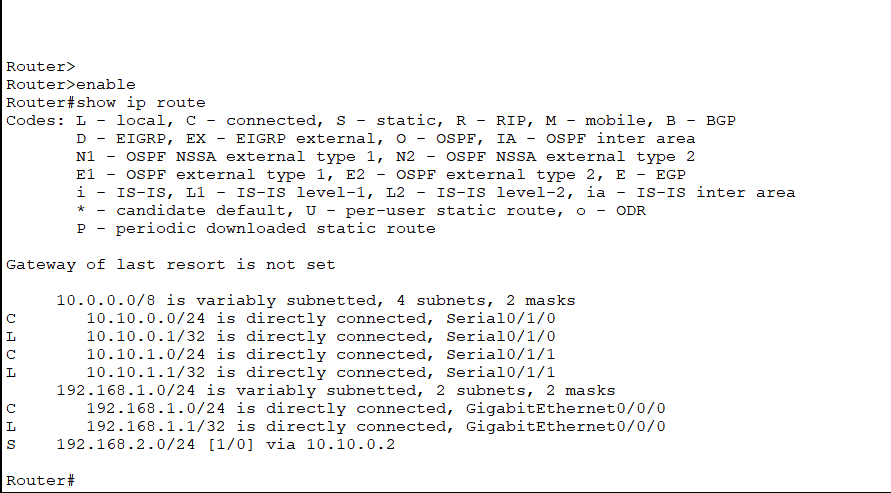 Router>
Router>enable
Router#show ip route
Codes: L - local, C - connected, S - static, R - RIP, M - mobile, B - BGP
       D - EIGRP, EX - EIGRP external, O - OSPF, IA - OSPF inter area
       N1 - OSPF NSSA external type 1, N2 - OSPF NSSA external type 2
       E1 - OSPF external type 1, E2 - OSPF external type 2, E - EGP
       i - IS-IS, L1 - IS-IS level-1, L2 - IS-IS level-2, ia - IS-IS inter area
       * - candidate default, U - per-user static route, o - ODR
       P - periodic downloaded static route

Gateway of last resort is not set

     10.0.0.0/8 is variably subnetted, 4 subnets, 2 masks
C       10.10.0.0/24 is directly connected, Serial0/1/0
L       10.10.0.1/32 is directly connected, Serial0/1/0
C       10.10.1.0/24 is directly connected, Serial0/1/1
L       10.10.1.1/32 is directly connected, Serial0/1/1
     192.168.1.0/24 is variably subnetted, 2 subnets, 2 masks
C       192.168.1.0/24 is directly connected, GigabitEthernet0/0/0
L       192.168.1.1/32 is directly connected, GigabitEthernet0/0/0
S    192.168.2.0/24 [1/0] via 10.10.0.2

Router#